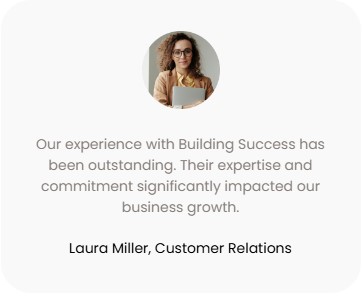 Our experience with Building Success has
been outstanding. Their expertise and
commitment significantly impacted our
business growth.
Laura Miller, Customer Relations